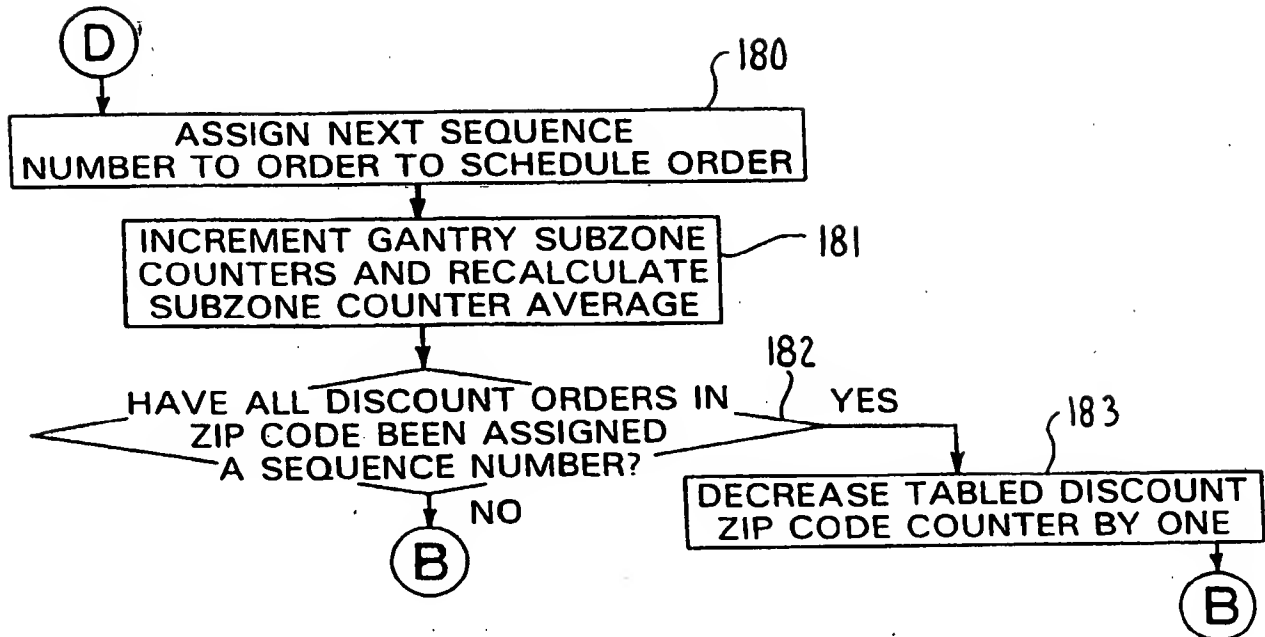 D
180
ASSIGN NEXT SEQUENCE
NUMBER TO ORDER TO SCHEDULE ORDER
INCREMENT GANTRY SUBZONE
COUNTERS AND RECALCULATE
SUBZONE COUNTER AVERAGE
181
HAVE ALL DISCOUNT ORDERS IN
ZIP CODE BEEN ASSIGNED
A SEQUENCE NUMBER?
182
YES
183
DECREASE TABLED DISCOUNT
ZIP CODE COUNTER BY ONE
NO
B
B